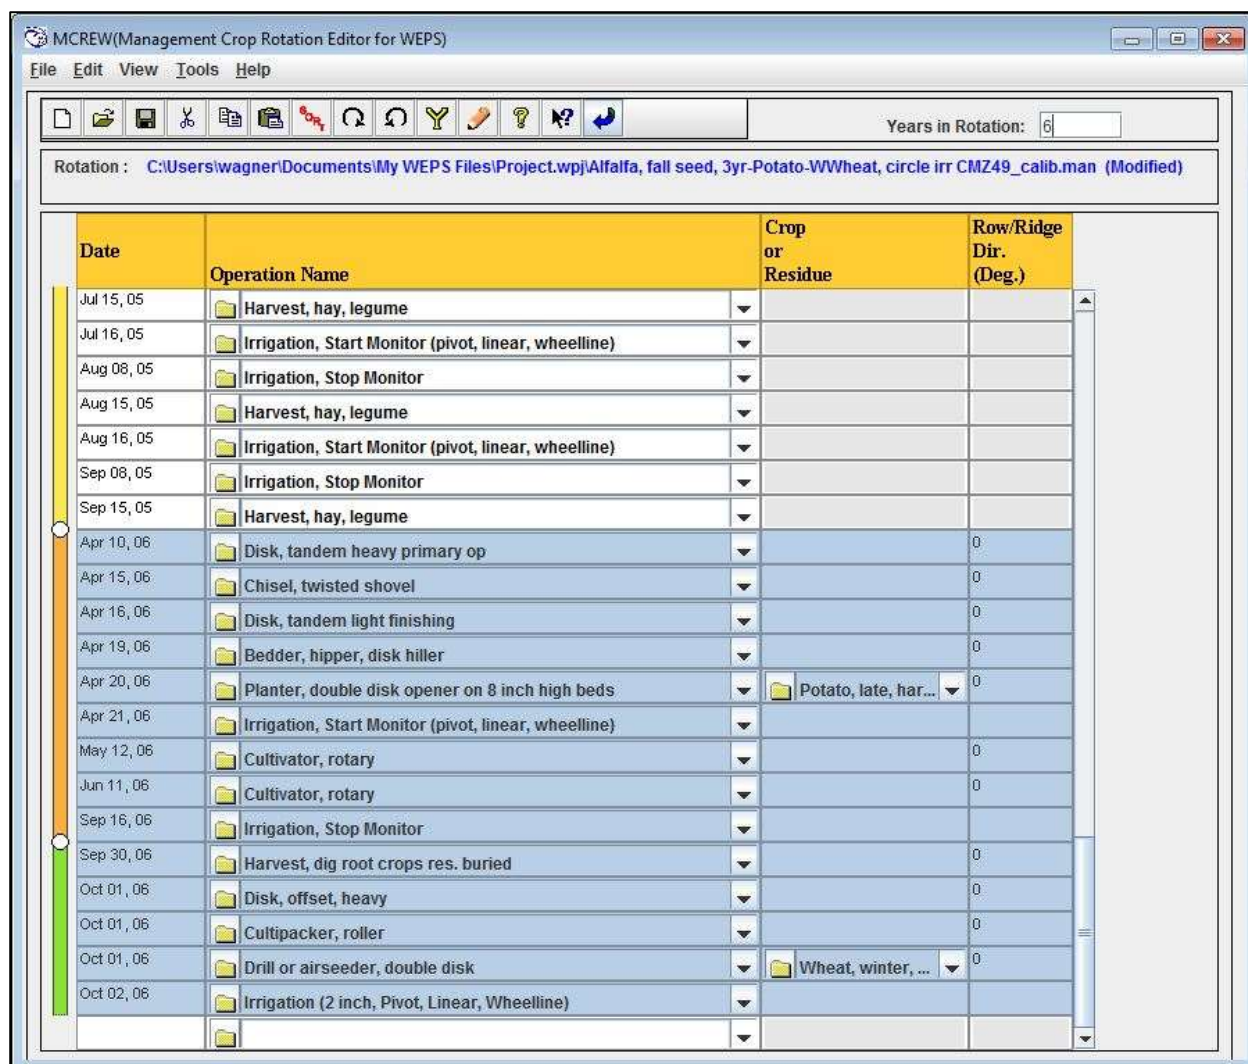 MCREW(Management Crop Rotation Editor for WEPS)
File Edit View Tools Help
SORT Years in Rotation: 6
Rotation : C:\Users\wagner\Documents\My WEPS Files\Project.wpj\Alfalfa, fall seed, 3yr-Potato-WWheat, circle irr CMZ49_calib.man (Modified)
Date Operation Name Crop or Residue Row/Ridge Dir. (Deg.)
Jul 15, 05 Harvest, hay, legume
Jul 16, 05 Irrigation, Start Monitor (pivot, linear, wheelline)
Aug 08, 05 Irrigation, Stop Monitor
Aug 15, 05 Harvest, hay, legume
Aug 16, 05 Irrigation, Start Monitor (pivot, linear, wheelline)
Sep 08, 05 Irrigation, Stop Monitor
Sep 15, 05 Harvest, hay, legume
Apr 10, 06 Disk, tandem heavy primary op 0
Apr 15, 06 Chisel, twisted shovel 0
Apr 16, 06 Disk, tandem light finishing 0
Apr 19, 06 Bedder, hipper, disk hiller 0
Apr 20, 06 Planter, double disk opener on 8 inch high beds Potato, late, har... 0
Apr 21, 06 Irrigation, Start Monitor (pivot, linear, wheelline)
May 12, 06 Cultivator, rotary 0
Jun 11, 06 Cultivator, rotary 0
Sep 16, 06 Irrigation, Stop Monitor
Sep 30, 06 Harvest, dig root crops res. buried 0
Oct 01, 06 Disk, offset, heavy 0
Oct 01, 06 Cultipacker, roller 0
Oct 01, 06 Drill or airseeder, double disk Wheat, winter, ... 0
Oct 02, 06 Irrigation (2 inch, Pivot, Linear, Wheelline)